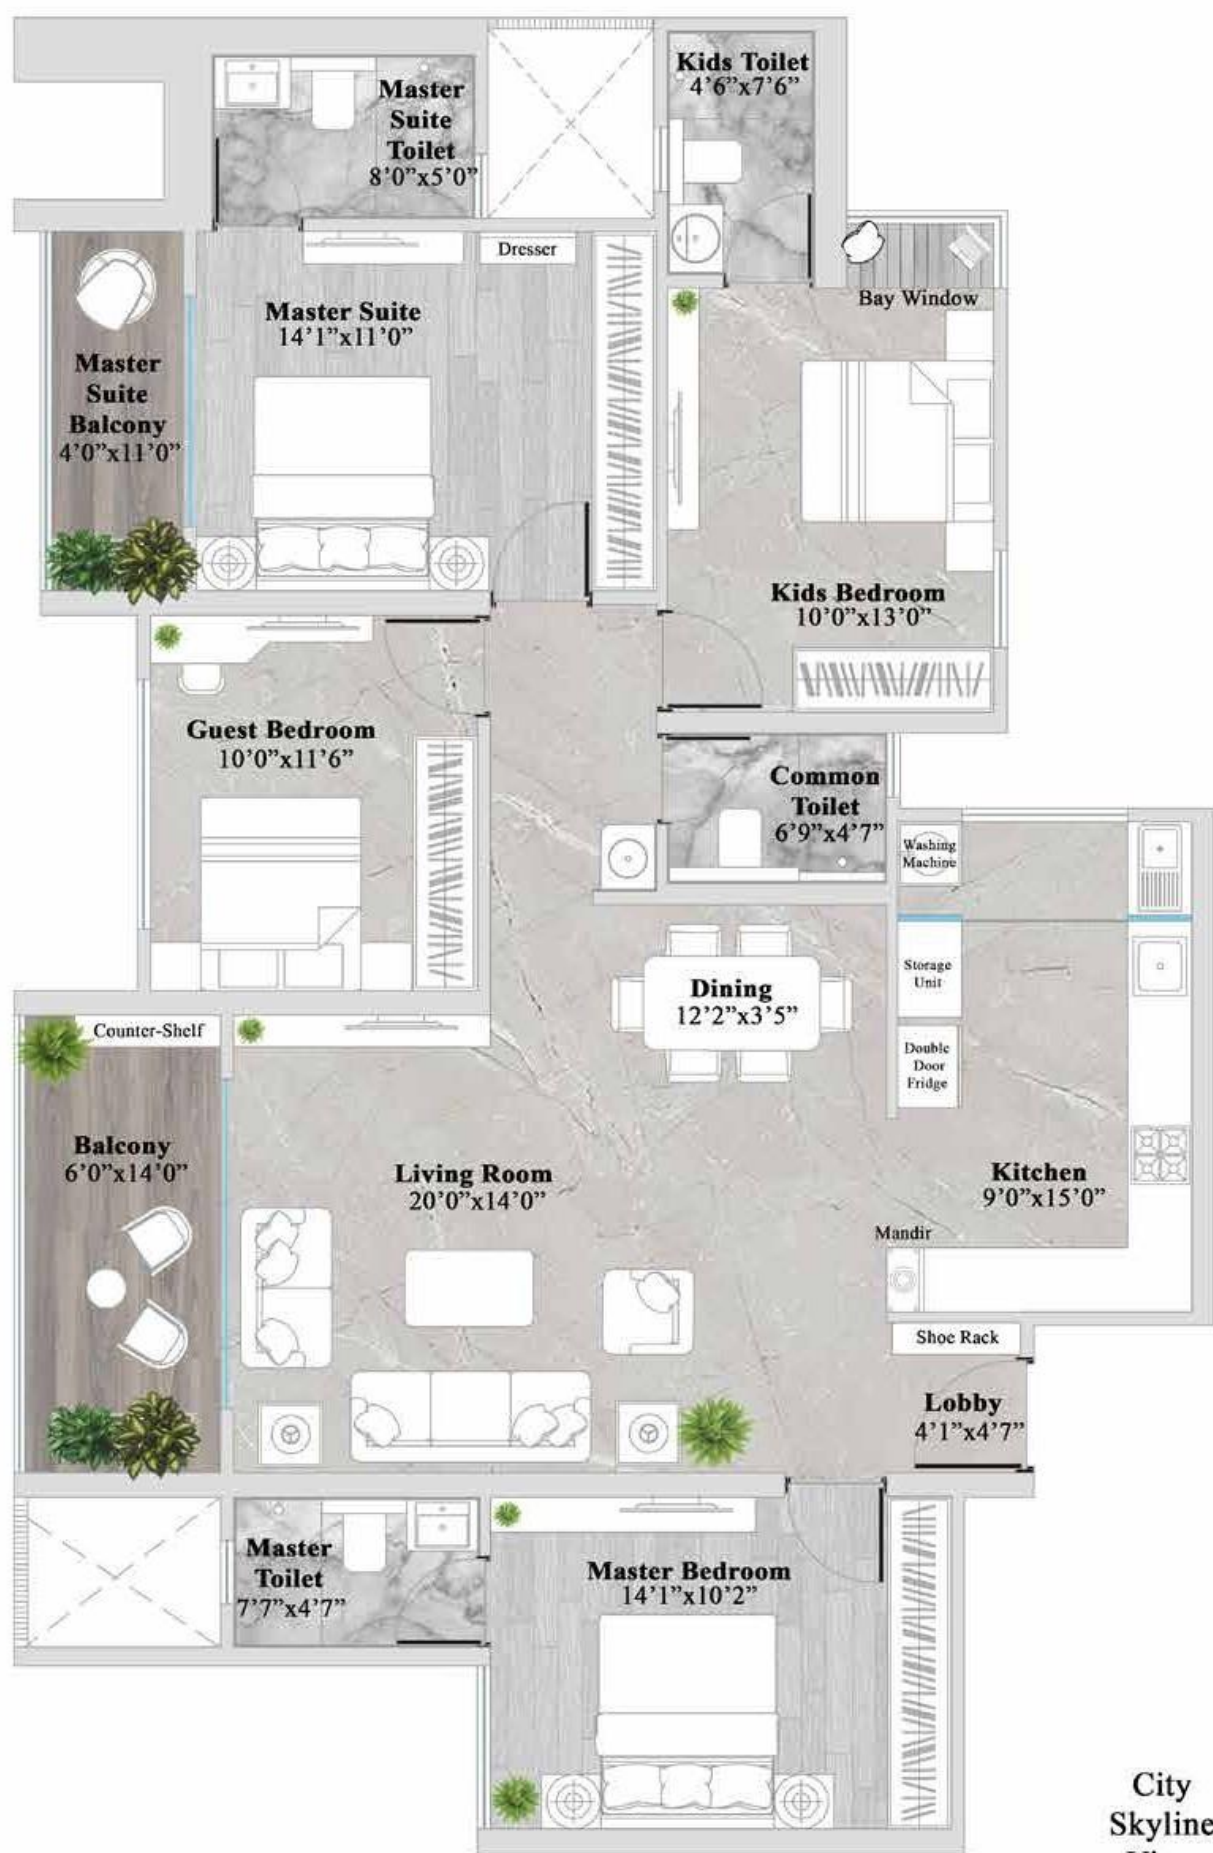 Kids Toilet
4’6”x7’6”
Master
Suite
Toilet
8’0”x5’0”
Dresser
Bay Window
Master Suite
14’1”x11’0”
Master
Suite
Balcony
4’0”x11’0”
Kids Bedroom
10’0”x13’0”
Guest Bedroom
10’0”x11’6”
Common
Toilet
6’9”x4’7”
Washing
Machine
Storage
Unit
Dining
12’2”x3’5”
Counter-Shelf
Double
Door
Fridge
Balcony
6’0”x14’0”
Living Room
20’0”x14’0”
Kitchen
9’0”x15’0”
Mandir
Shoe Rack
Lobby
4’1”x4’7”
Master
Toilet
7’7”x4’7”
Master Bedroom
14’1”x10’2”
City
Skyline